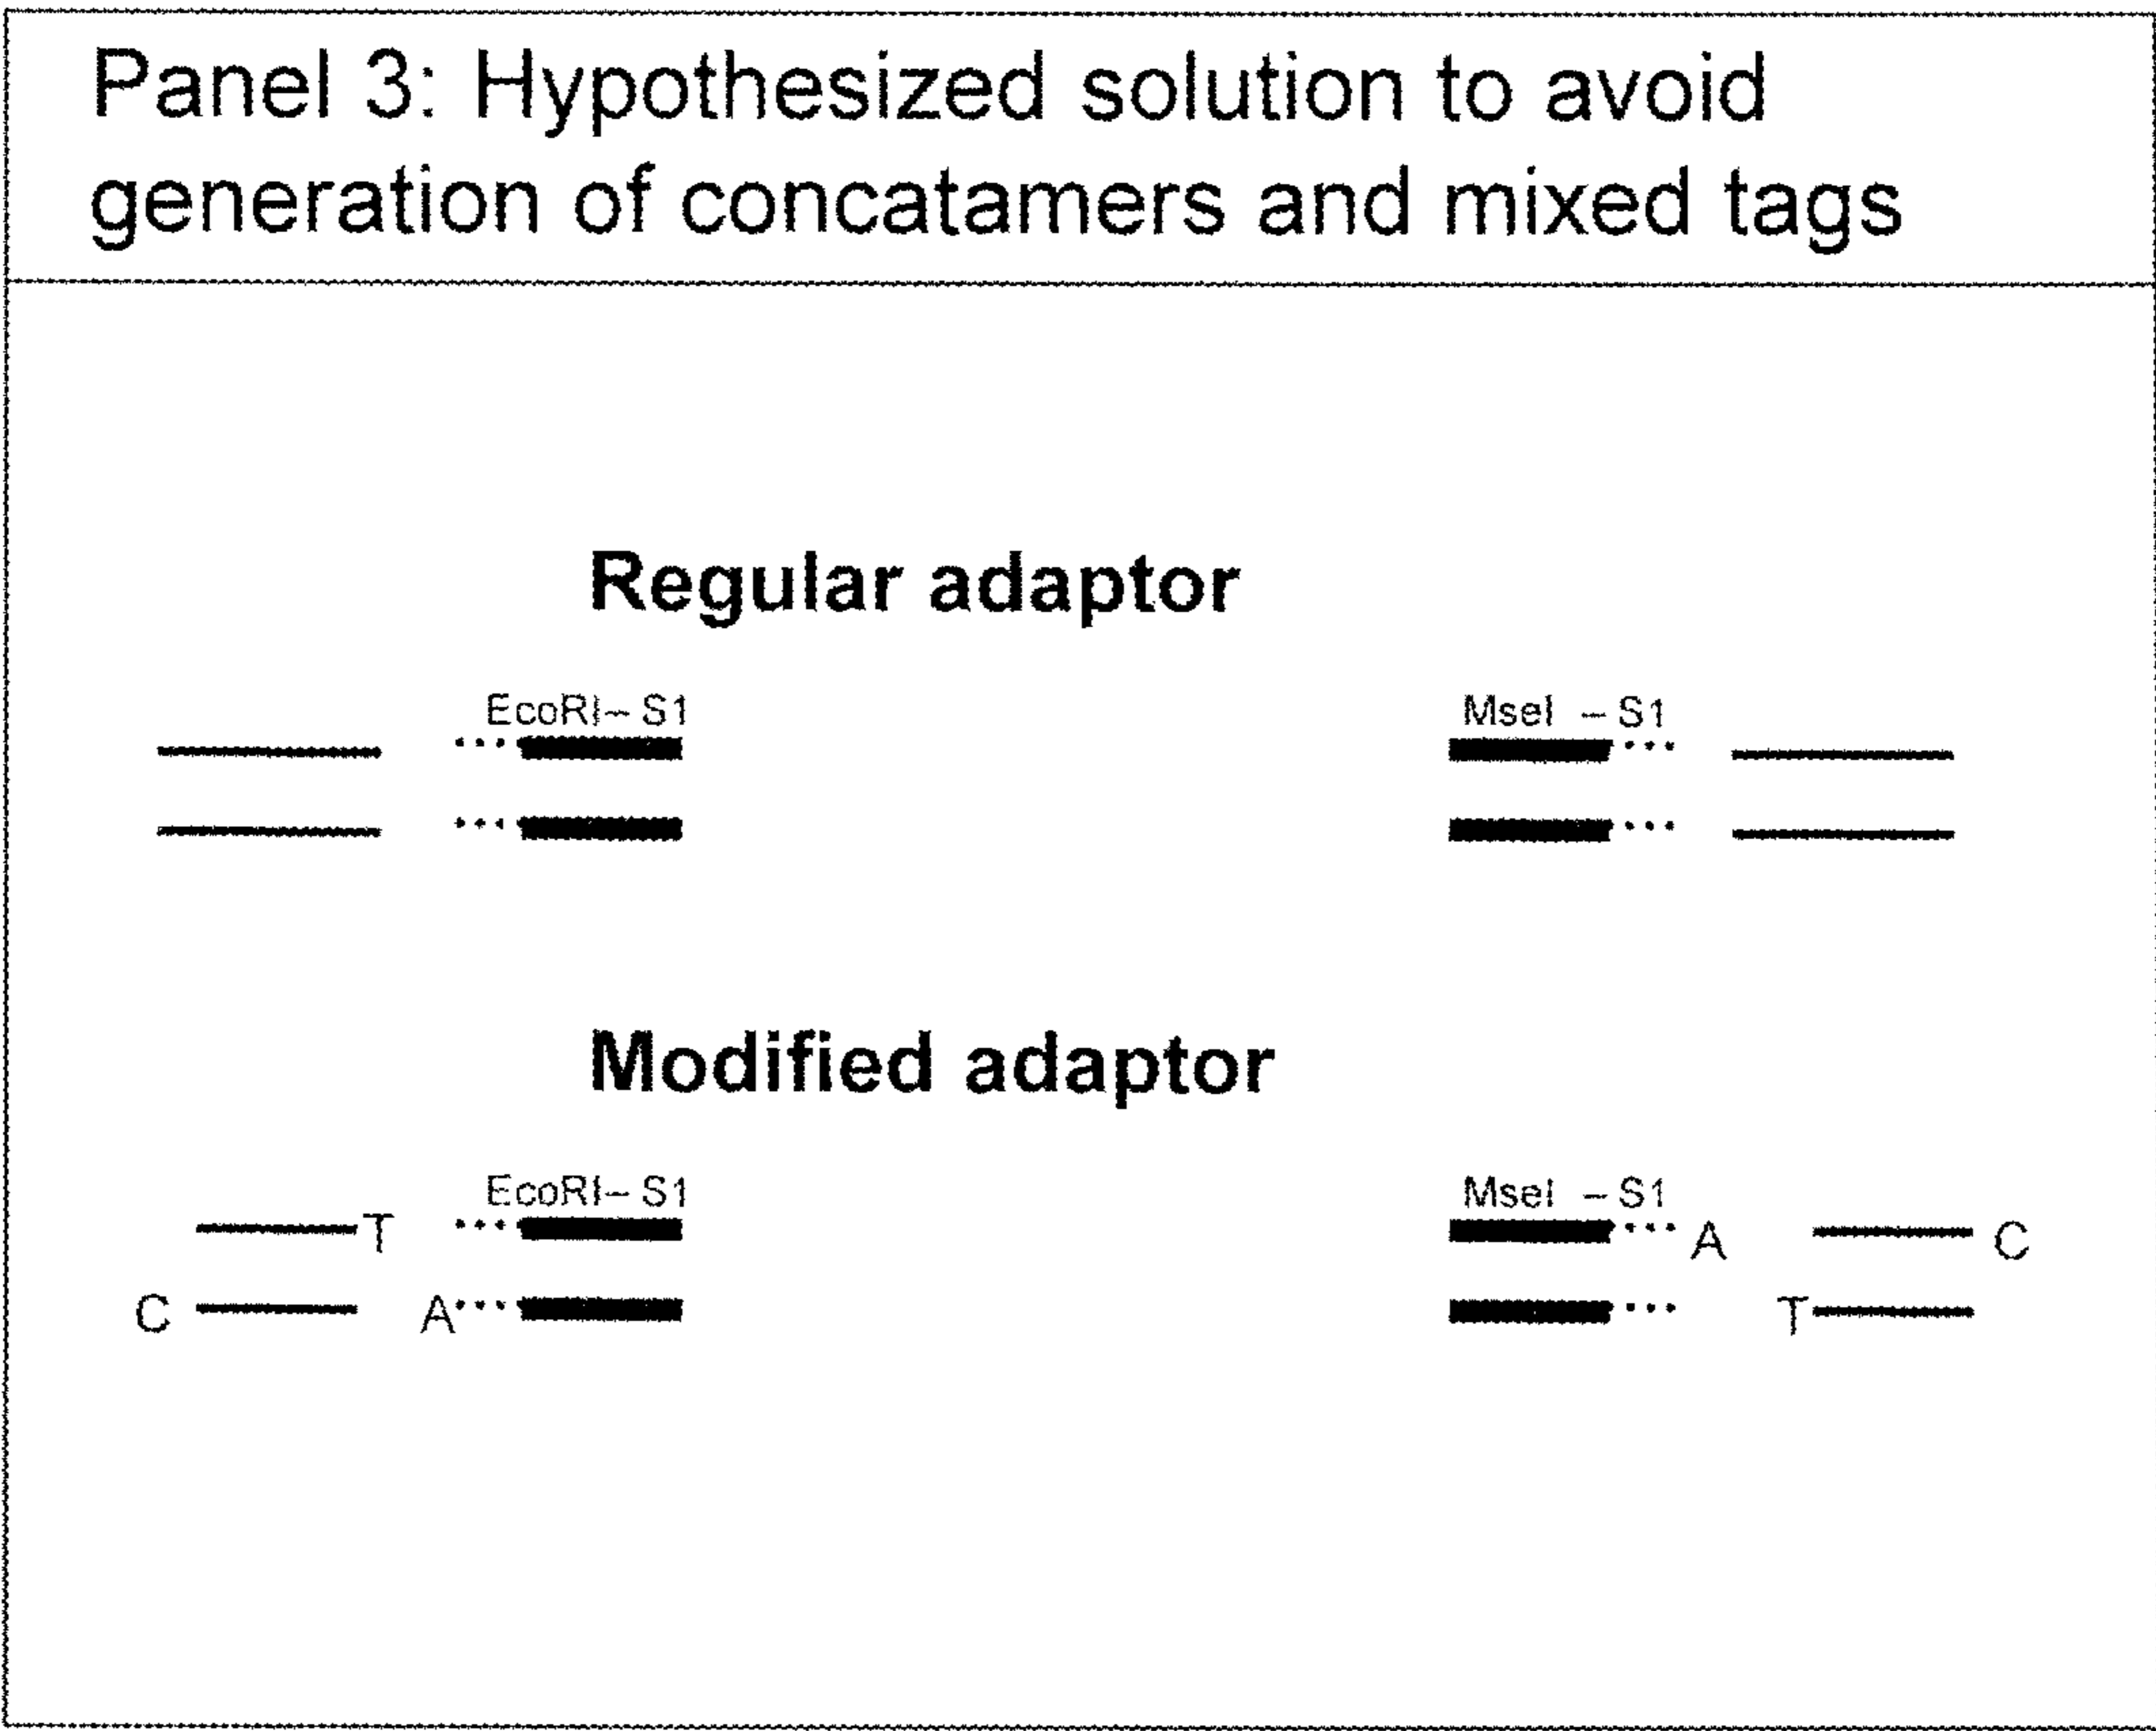 Panel 3: Hypothesized solution to avoid
generation of concatamers and mixed tags
Regular adaptor
EcoRI– S1 MseI – S1
Modified adaptor
EcoRI– S1 MseI – S1
T A C
C A T